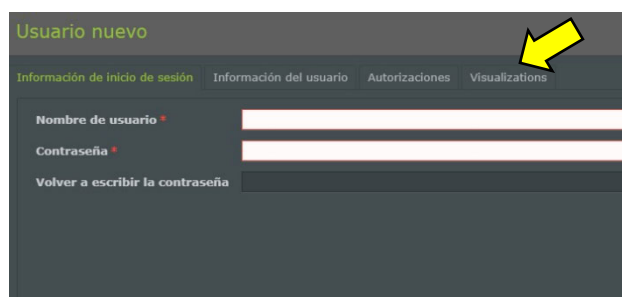 Usuario nuevo
Información de inicio de sesión Información del usuario Autorizaciones Visualizations
Nombre de usuario *
Contraseña *
Volver a escribir la contraseña